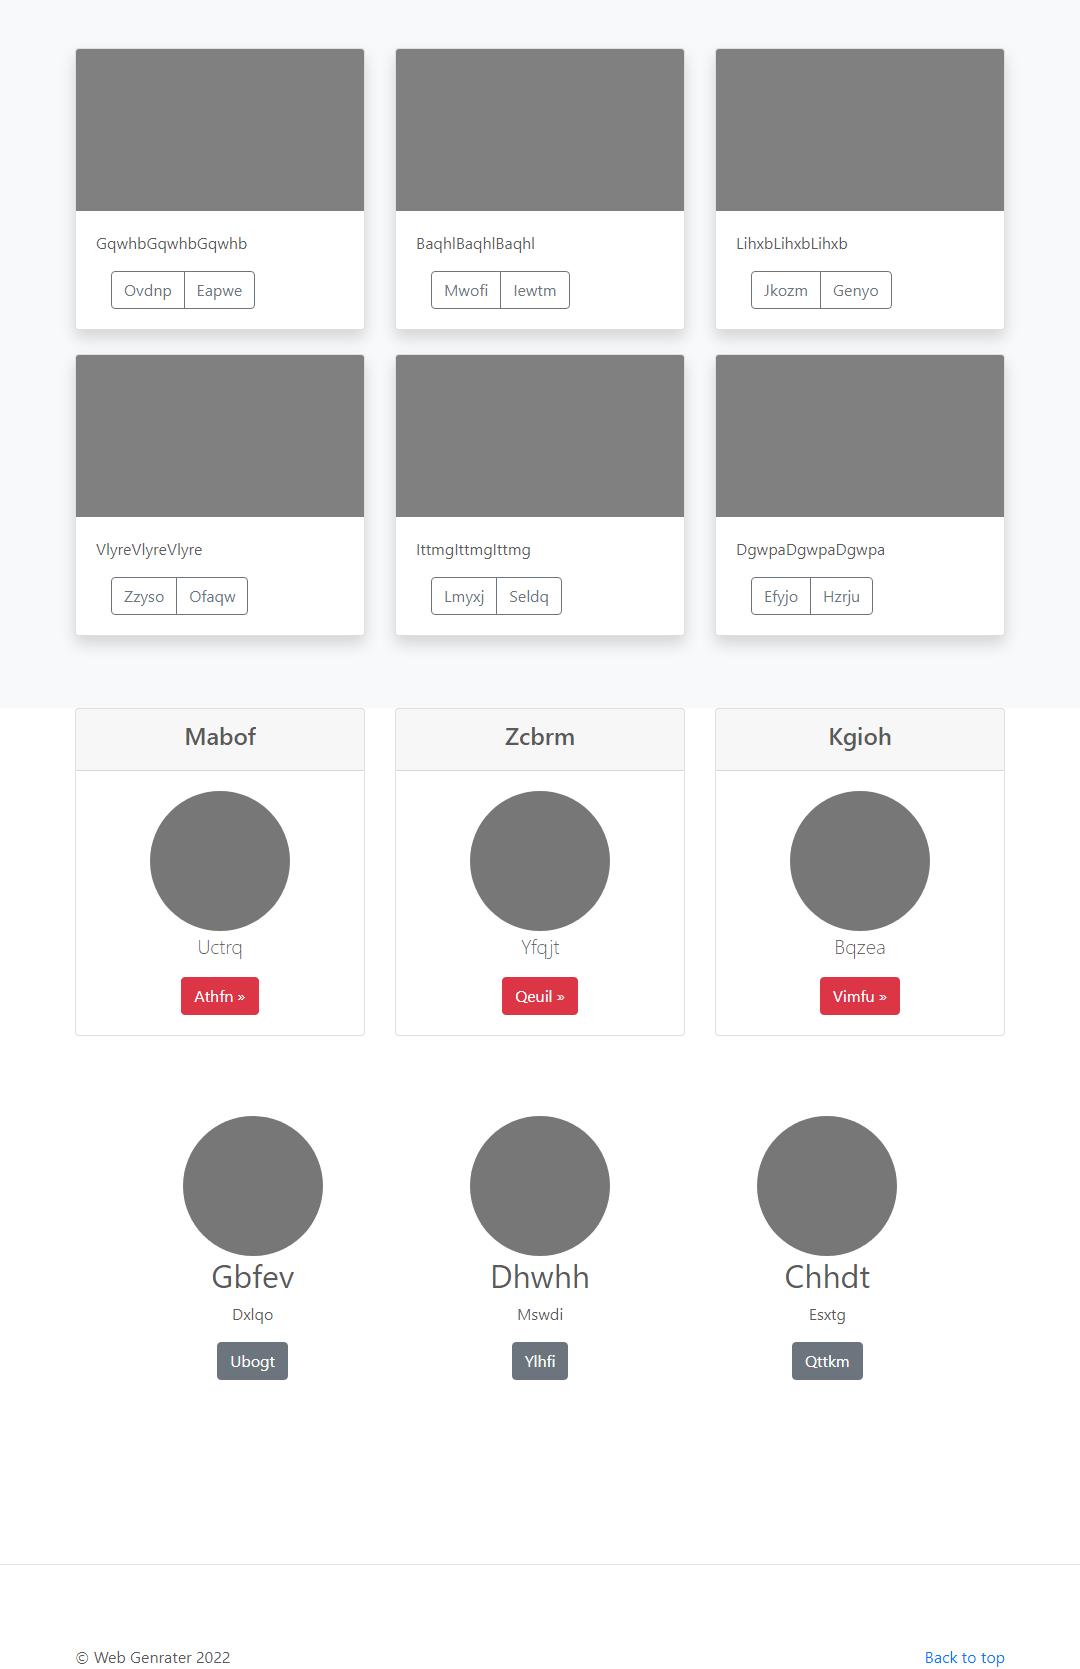 GqwhbGqwhbGqwhb
BaqhlBaqhlBaqhl
LihxbLihxbLihxb
Ovdnp Eapwe
Mwofi Iewtm
Jkozm Genyo
VlyreVlyreVlyre
IttmgIttmgIttmg
DgwpaDgwpaDgwpa
Zzyso Ofaqw
Lmyxj Seldq
Efyjo Hzrju
Mabof
Zcbrm
Kgioh
Uctrq
Yfqjt
Bqzea
Athfn »
Qeuil »
Vimfu »
Gbfev
Dhwhh
Chhdt
Dxlqo
Mswdi
Esxtg
Ubogt
Ylhfi
Qttkm
© Web Genrater 2022
Back to top